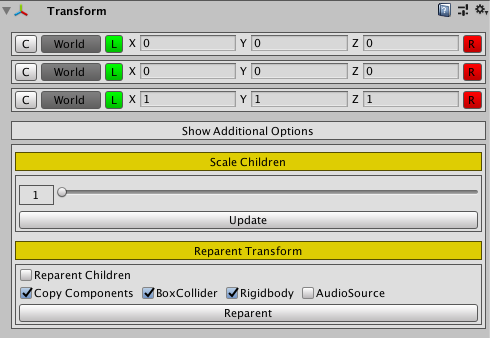 Transform
C World L X 0 Y 0 Z 0 R
C World L X 0 Y 0 Z 0 R
C World L X 1 Y 1 Z 1 R
Show Additional Options
Scale Children
1
Update
Reparent Transform
Reparent Children
Copy Components BoxCollider Rigidbody AudioSource
Reparent